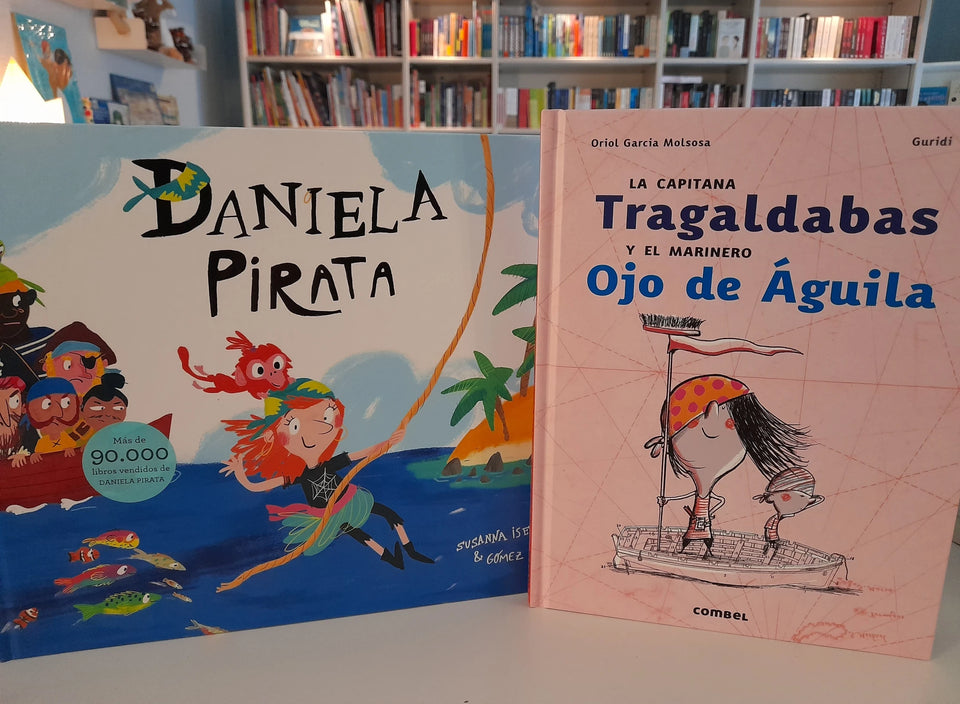 DANIELA
PIRATA
Más de
90.000
libros vendidos de
DANIELA PIRATA
SUSANNA
& GÓMEZ
Oriol Garcia Molsosa
Guridi
LA CAPITANA
Tragaldabas
Y EL MARINERO
Ojo de Águila
COMBEL